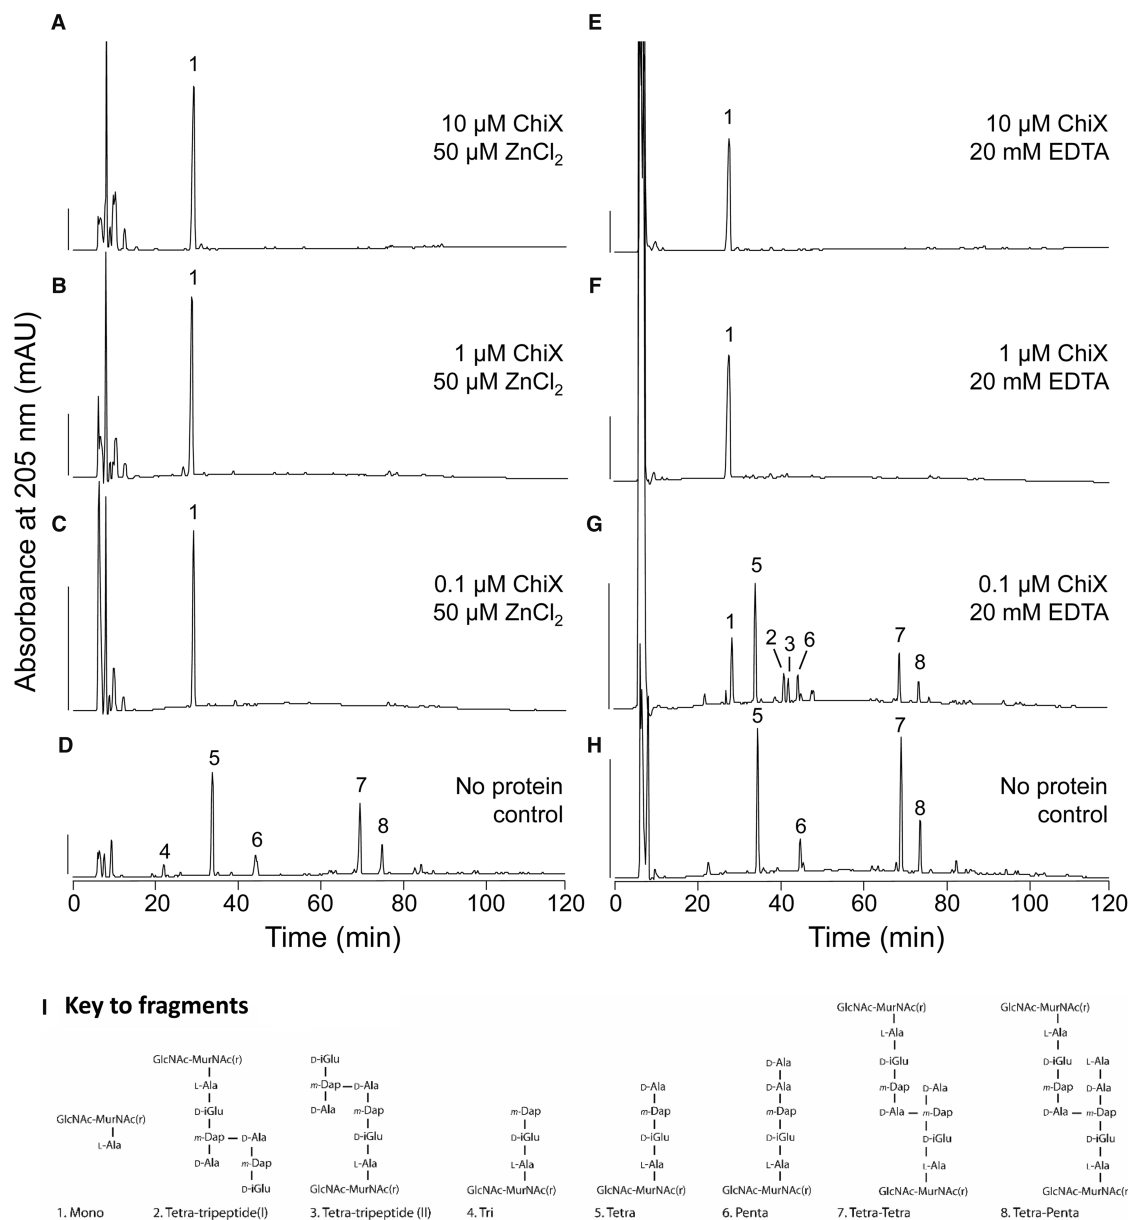 A
1
10 µM ChiX
50 µM ZnCl2
B
1
1 µM ChiX
50 µM ZnCl2
C
1
0.1 µM ChiX
50 µM ZnCl2
D
4
5
6
7
8
No protein
control
0 20 40 60 80 100 120
Time (min)
Absorbance at 205 nm (mAU)
E
1
10 µM ChiX
20 mM EDTA
F
1
1 µM ChiX
20 mM EDTA
G
1
5
2
3
6
7
8
0.1 µM ChiX
20 mM EDTA
H
5
6
7
8
No protein
control
0 20 40 60 80 100 120
Time (min)
I Key to fragments
GlcNAc-MurNAc(r)
L-Ala
1. Mono
GlcNAc-MurNAc(r)
L-Ala
D-iGlu
m-Dap — D-Ala
D-Ala m-Dap
D-iGlu
2. Tetra-tripeptide(I)
D-iGlu
m-Dap — D-Ala
D-Ala m-Dap
D-iGlu
L-Ala
GlcNAc-MurNAc(r)
3. Tetra-tripeptide (II)
m-Dap
D-iGlu
L-Ala
GlcNAc-MurNAc(r)
4. Tri
D-Ala
m-Dap
D-iGlu
L-Ala
GlcNAc-MurNAc(r)
5. Tetra
D-Ala
D-Ala
m-Dap
D-iGlu
L-Ala
GlcNAc-MurNAc(r)
6. Penta
GlcNAc-MurNAc(r)
L-Ala
D-iGlu
m-Dap D-Ala
D-Ala — m-Dap
D-iGlu
L-Ala
GlcNAc-MurNAc(r)
7. Tetra-Tetra
GlcNAc-MurNAc(r)
L-Ala
D-iGlu L-Ala
m-Dap D-Ala
D-Ala — m-Dap
D-iGlu
L-Ala
GlcNAc-MurNAc(r)
8. Tetra-Penta